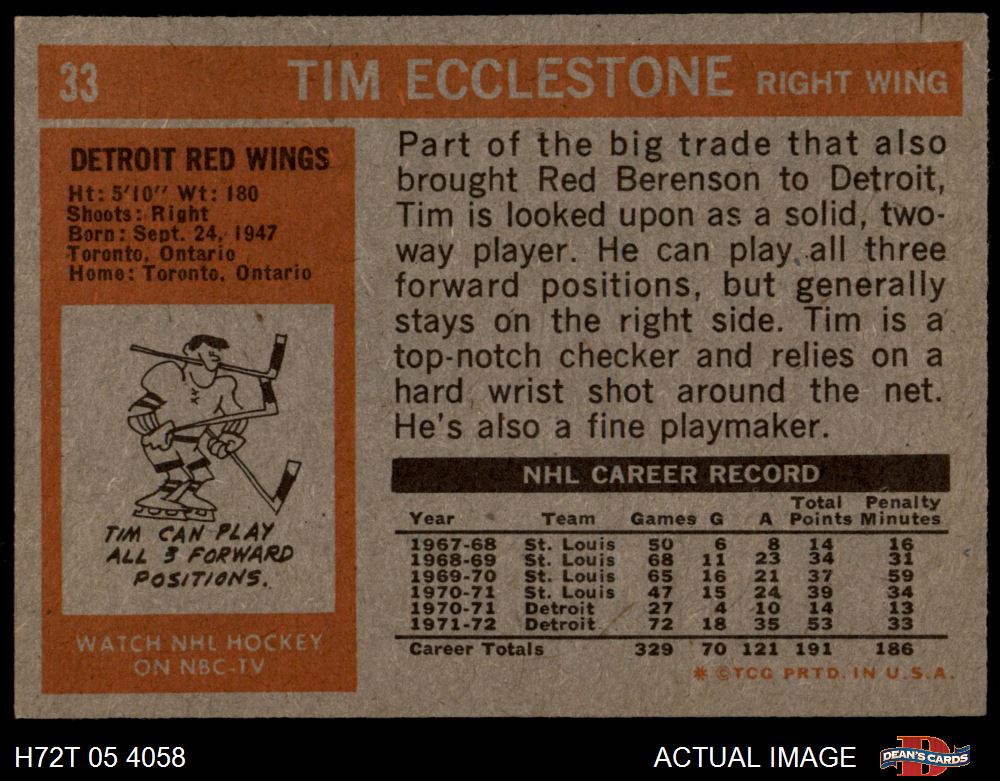 33 TIM ECCLESTONE RIGHT WING
DETROIT RED WINGS
Ht: 5'10" Wt: 180
Shoots: Right
Born: Sept. 24, 1947
Toronto, Ontario
Home: Toronto, Ontario
TIM CAN PLAY
ALL 3 FORWARD
POSITIONS.
WATCH NHL HOCKEY
ON NBC-TV
Part of the big trade that also
brought Red Berenson to Detroit,
Tim is looked upon as a solid, two-
way player. He can play all three
forward positions, but generally
stays on the right side. Tim is a
top-notch checker and relies on a
hard wrist shot around the net.
He's also a fine playmaker.
NHL CAREER RECORD
Total Penalty
Year Team Games G A Points Minutes
1967-68 St. Louis 50 6 8 14 16
1968-69 St. Louis 68 11 23 34 31
1969-70 St. Louis 65 16 21 37 59
1970-71 St. Louis 47 15 24 39 34
1970-71 Detroit 27 4 10 14 13
1971-72 Detroit 72 18 35 53 33
Career Totals 329 70 121 191 186
* ©TCG PRTD. IN U.S.A.
H72T 05 4058 ACTUAL IMAGE DEAN'S CARDS